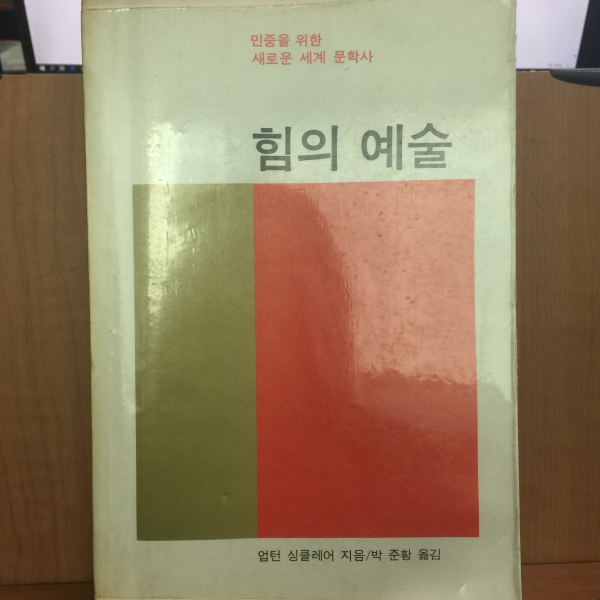 민중을 위한
새로운 세계 문학사
힘의 예술
업턴 싱클레어 지음/박 준황 옮김